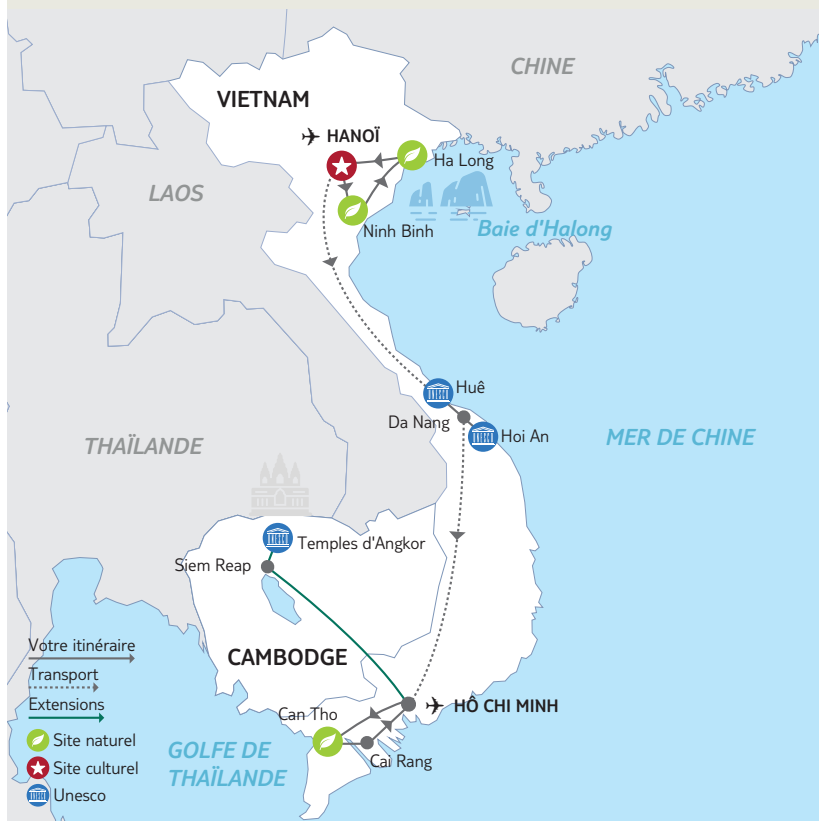 CHINE
VIETNAM
HANOÏ
Ha Long
LAOS
Ninh Binh
Baie d'Halong
Huê
Da Nang
Hoi An
MER DE CHINE
THAÏLANDE
Temples d'Angkor
Siem Reap
CAMBODGE
Votre itinéraire
Transport
Extensions
Site naturel
Site culturel
Unesco
Can Tho
HÔ CHI MINH
Cai Rang
GOLFE DE
THAÏLANDE